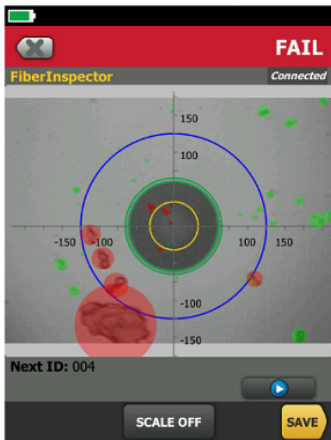 FAIL
FiberInspector Connected
150
100
-150 -100 100 150
-100
-150
Next ID: 004
SCALE OFF SAVE